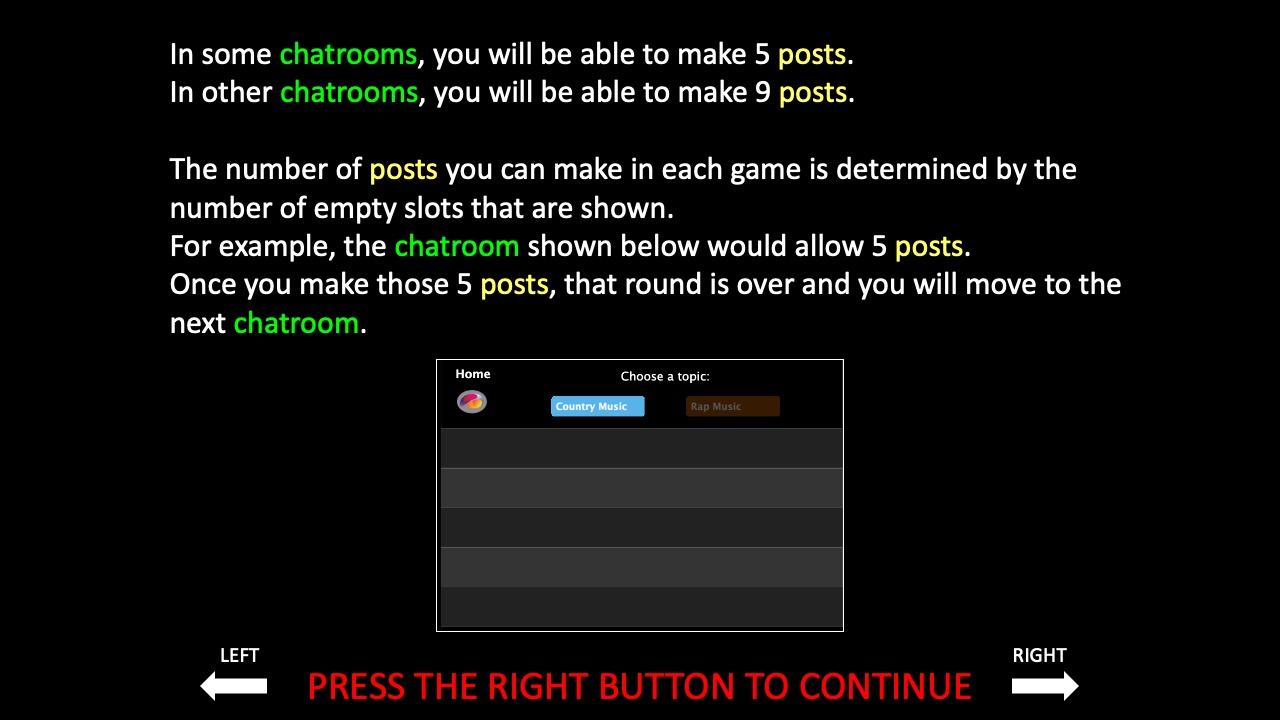 In some chatrooms, you will be able to make 5 posts.
In other chatrooms, you will be able to make 9 posts.
The number of posts you can make in each game is determined by the
number of empty slots that are shown.
For example, the chatroom shown below would allow 5 posts.
Once you make those 5 posts, that round is over and you will move to the
next chatroom.
Home
Choose a topic:
Country Music
Rap Music
LEFT
RIGHT
PRESS THE RIGHT BUTTON TO CONTINUE